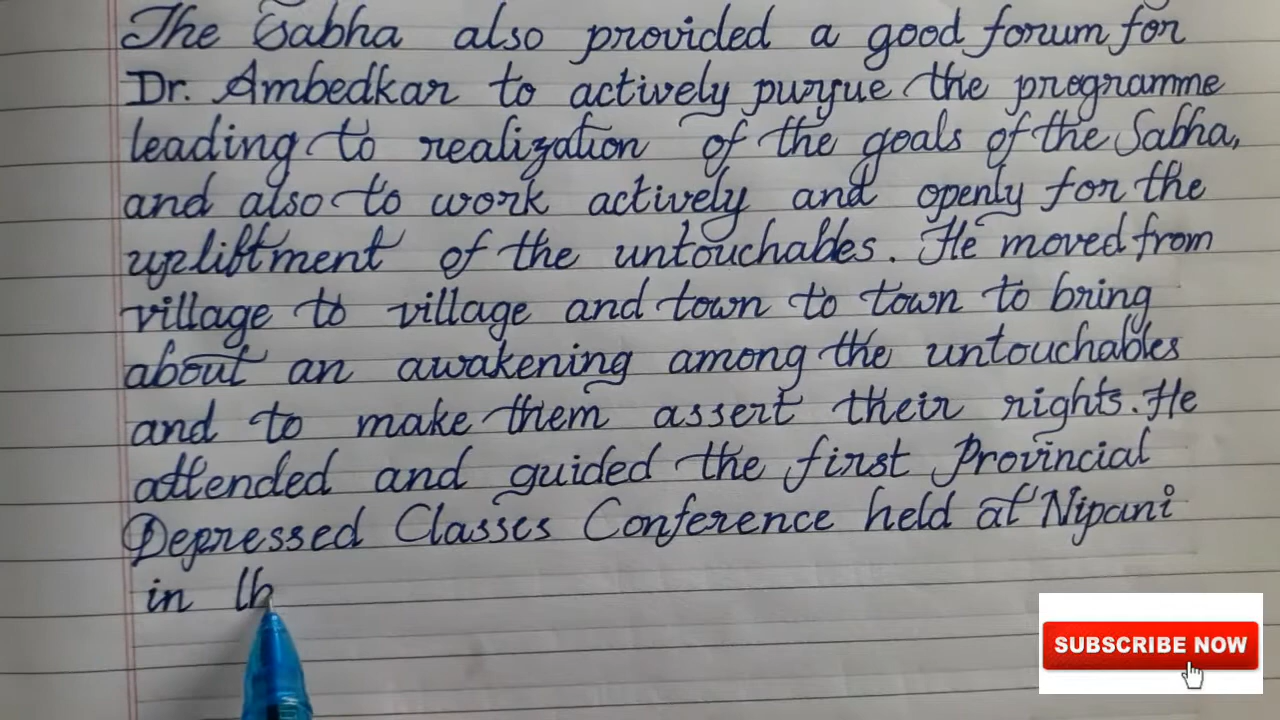 The Sabha also provided a good forum for
Dr. Ambedkar to actively pursue the programme
leading to realization of the goals of the Sabha,
and also to work actively and openly for the
upliftment of the untouchables. He moved from
village to village and town to town to bring
about an awakening among the untouchables
and to make them assert their rights. He
attended and guided the first Provincial
Depressed Classes Conference held at Nipani
in
SUBSCRIBE NOW